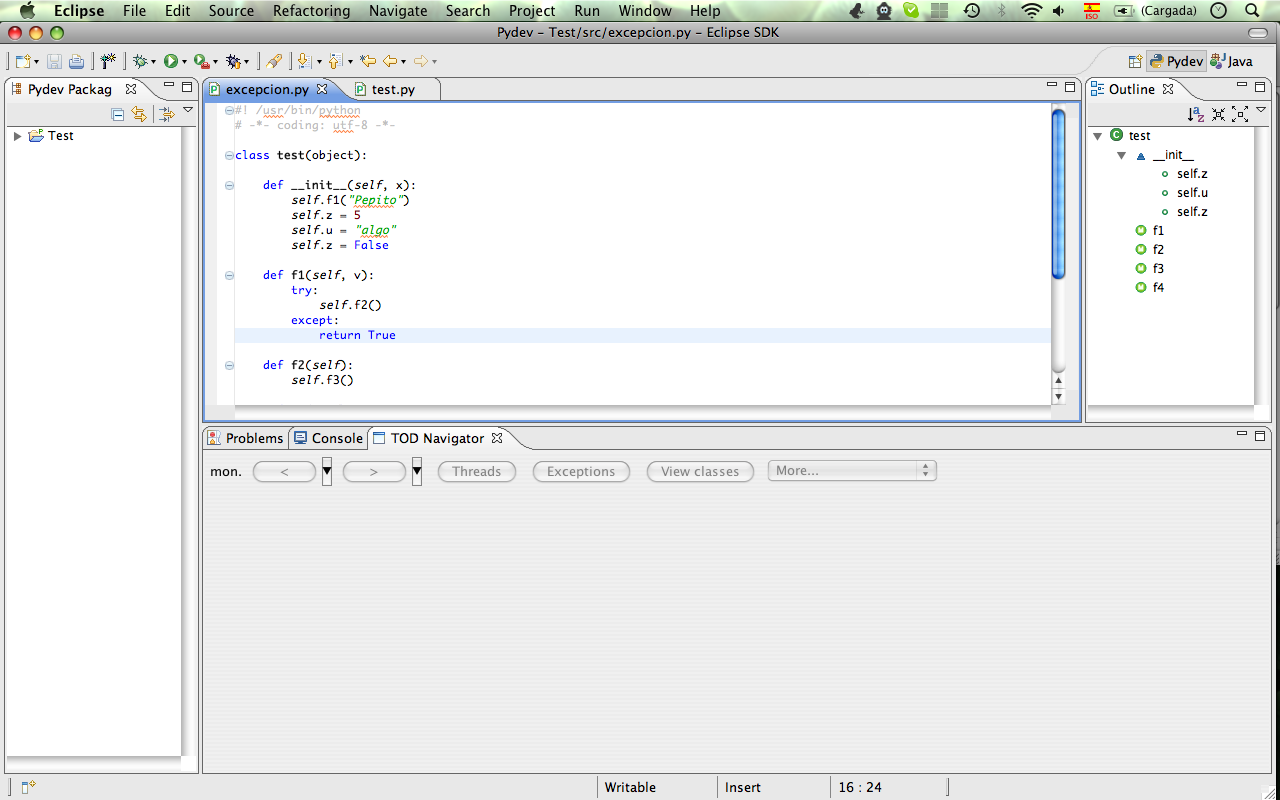 Eclipse File Edit Source Refactoring Navigate Search Project Run Window Help ISO (Cargada)
Pydev - Test/src/excepcion.py - Eclipse SDK
Pydev Java
Pydev Packag
Test
excepcion.py test.py
#! /usr/bin/python
# -*- coding: utf-8 -*-
class test(object):
def __init__(self, x):
self.f1("Pepito")
self.z = 5
self.u = "algo"
self.z = False
def f1(self, v):
try:
self.f2()
except:
return True
def f2(self):
self.f3()
Outline
test
__init__
self.z
self.u
self.z
f1
f2
f3
f4
Problems Console TOD Navigator
mon. < > Threads Exceptions View classes More...
Writable Insert 16 : 24